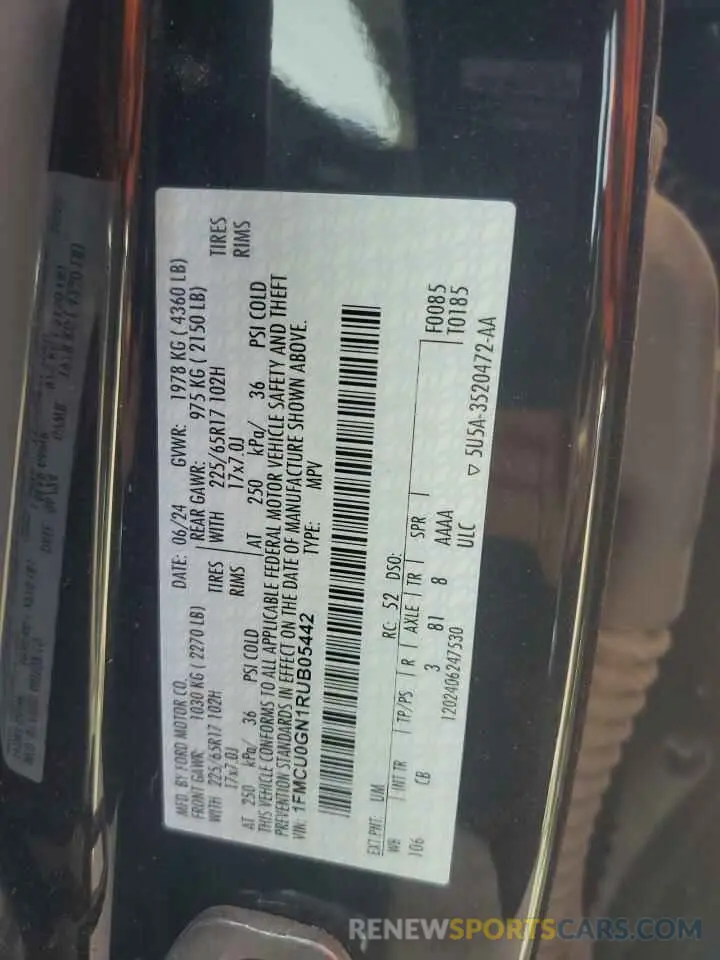 MFD. BY FORD MOTOR CO.
DATE: 06/24 GVWR: 1978 KG ( 4360 LB)
FRONT GAWR: 1030 KG ( 2270 LB) REAR GAWR: 975 KG ( 2150 LB)
WITH 225/65R17 102H TIRES WITH 225/65R17 102H TIRES
17x7.0J RIMS 17x7.0J RIMS
AT 250 kPa/ 36 PSI COLD AT 250 kPa/ 36 PSI COLD
THIS VEHICLE CONFORMS TO ALL APPLICABLE FEDERAL MOTOR VEHICLE SAFETY AND THEFT
PREVENTION STANDARDS IN EFFECT ON THE DATE OF MANUFACTURE SHOWN ABOVE.
VIN: 1FMCU0GN1RUB05442 TYPE: MPV
EXT PNT: UM RC: 52 DSO: F0085
WB INT TR TP/PS R AXLE TR SPR T0185
106 CB 3 81 8 AAAA
ULC
1202406247530 ▽ 5U5A-3520472-AA
RENEWSPORTSCARS.COM